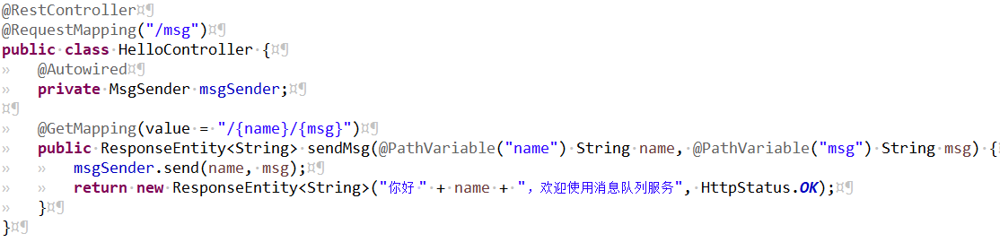 @RestController
@RequestMapping("/msg")
public class HelloController {
@Autowired
private MsgSender msgSender;
@GetMapping(value = "/{name}/{msg}")
public ResponseEntity<String> sendMsg(@PathVariable("name") String name, @PathVariable("msg") String msg) {
msgSender.send(name, msg);
return new ResponseEntity<String>("你好 " + name + ", 欢迎使用消息队列服务", HttpStatus.OK);
}
}